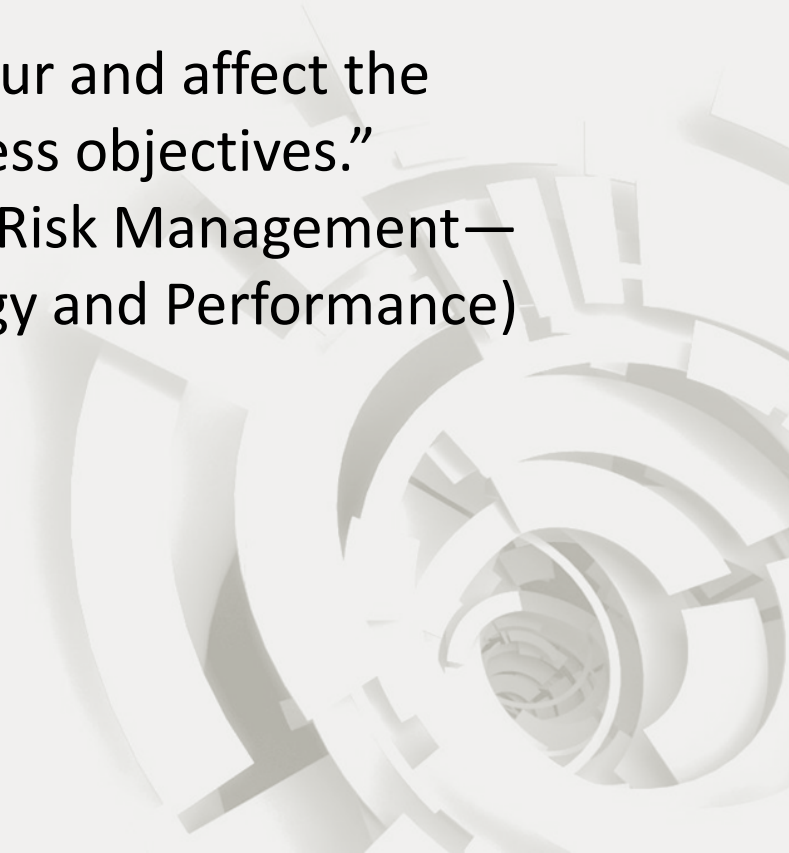 ur and affect the
ess objectives.”
Risk Management—
gy and Performance)